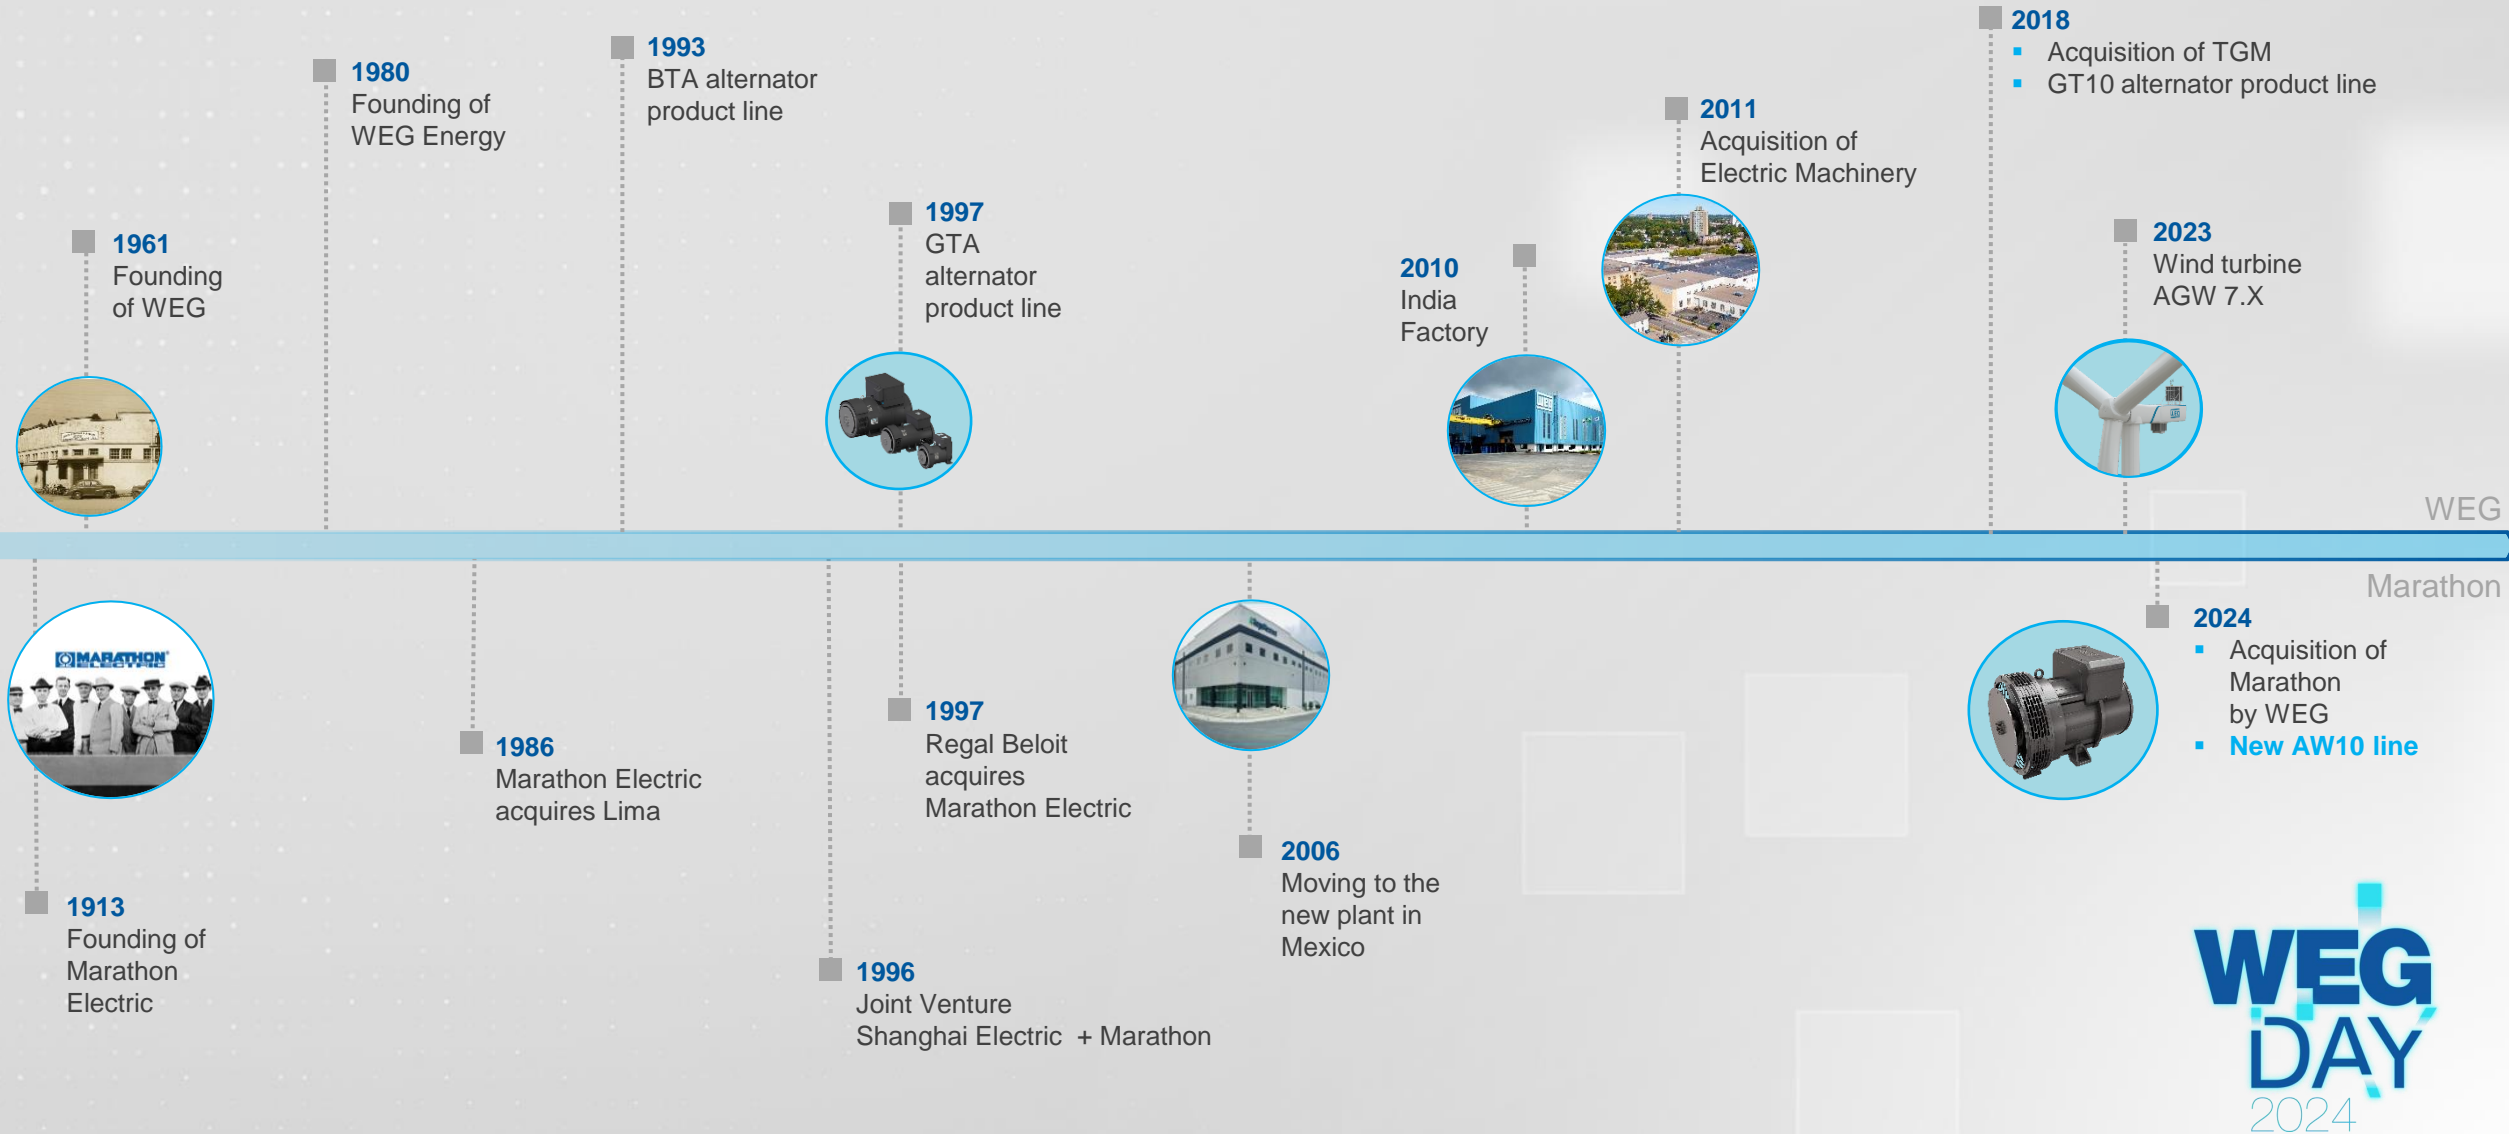 2018
Acquisition of TGM
GT10 alternator product line
1993
BTA alternator
product line
1980
Founding of
WEG Energy
2011
Acquisition of
Electric Machinery
1997
GTA
alternator
product line
1961
Founding
of WEG
2010
India
Factory
2023
Wind turbine
AGW 7.X
WEG
WEG
WEG
Marathon
MARATHON
ELECTRIC
2024
Acquisition of
Marathon
by WEG
New AW10 line
1997
Regal Beloit
acquires
Marathon Electric
1986
Marathon Electric
acquires Lima
2006
Moving to the
new plant in
Mexico
1913
Founding of
Marathon
Electric
1996
Joint Venture
Shanghai Electric + Marathon
WEG
DAY
2024